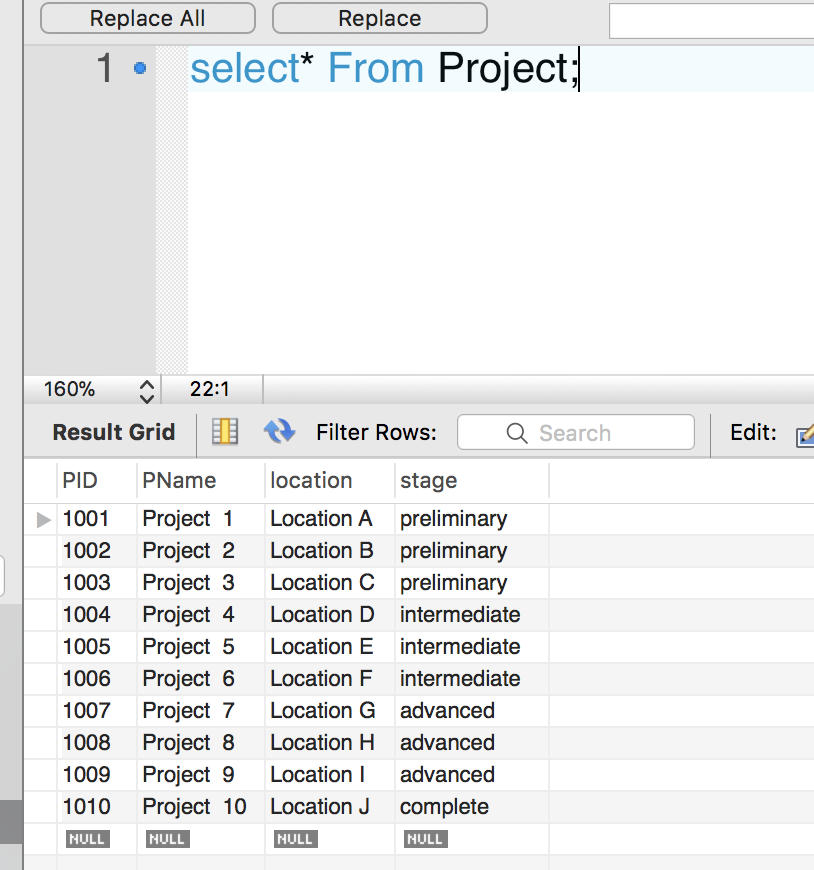 Replace All Replace
1 select* From Project;
160% 22:1
Result Grid Filter Rows: Search Edit:
PID PName location stage
1001 Project  1 Location A preliminary
1002 Project  2 Location B preliminary
1003 Project  3 Location C preliminary
1004 Project  4 Location D intermediate
1005 Project  5 Location E intermediate
1006 Project  6 Location F intermediate
1007 Project  7 Location G advanced
1008 Project  8 Location H advanced
1009 Project  9 Location I advanced
1010 Project  10 Location J complete
NULL NULL NULL NULL